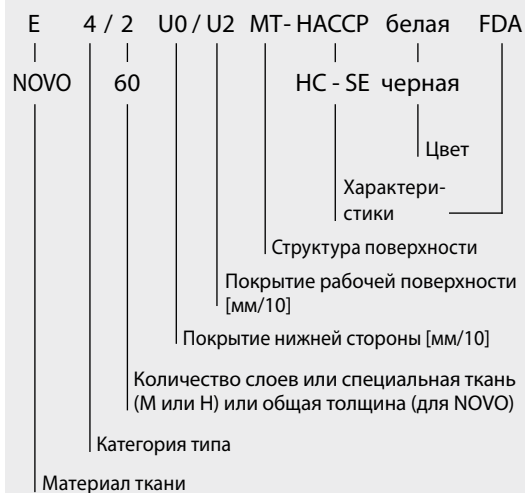 E 4 / 2 U0 / U2 MT- HACCP белая FDA
NOVO 60 HC - SE черная
Цвет
Характери-
стики
Структура поверхности
Покрытие рабочей поверхности
[мм/10]
Покрытие нижней стороны [мм/10]
Количество слоев или специальная ткань
(М или Н) или общая толщина (для NOVO)
Категория типа
Материал ткани